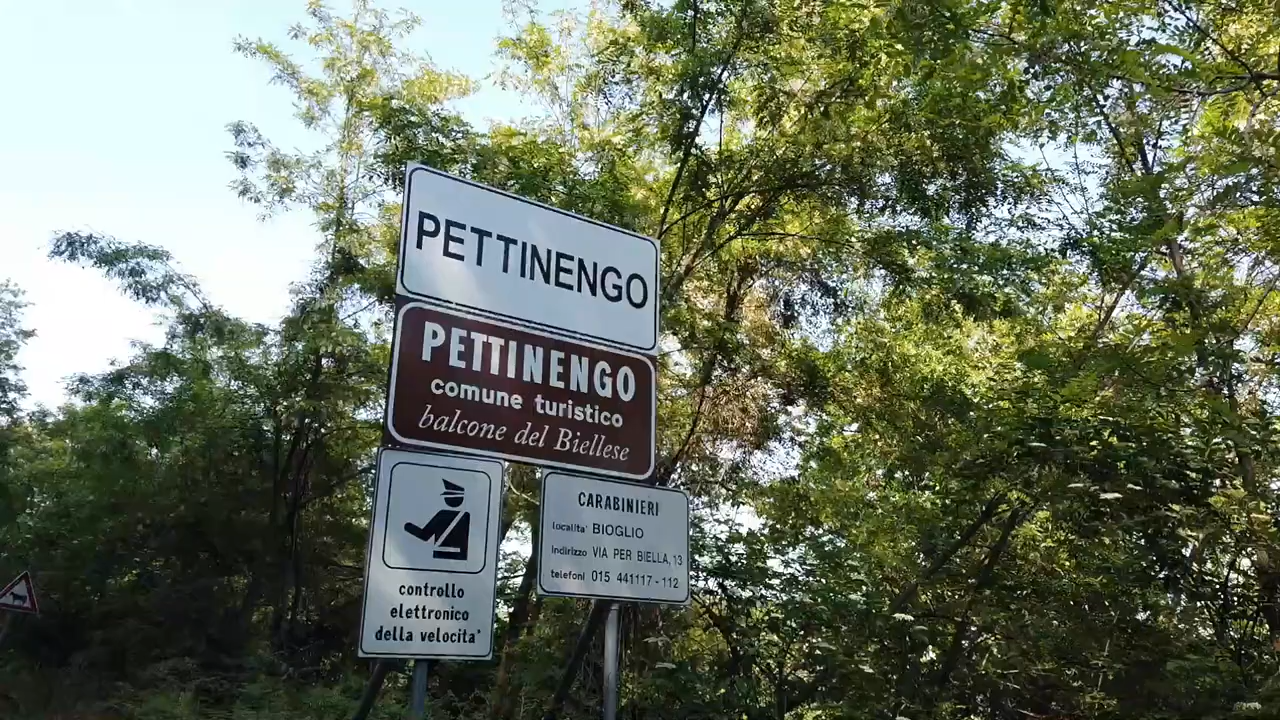 PETTINENGO
PETTINENGO
comune turistico
balcone del Biellese
controllo
elettronico
della velocita'
CARABINIERI
localita' BIOGLIO
indirizzo VIA PER BIELLA, 13
telefoni 015 441117 - 112